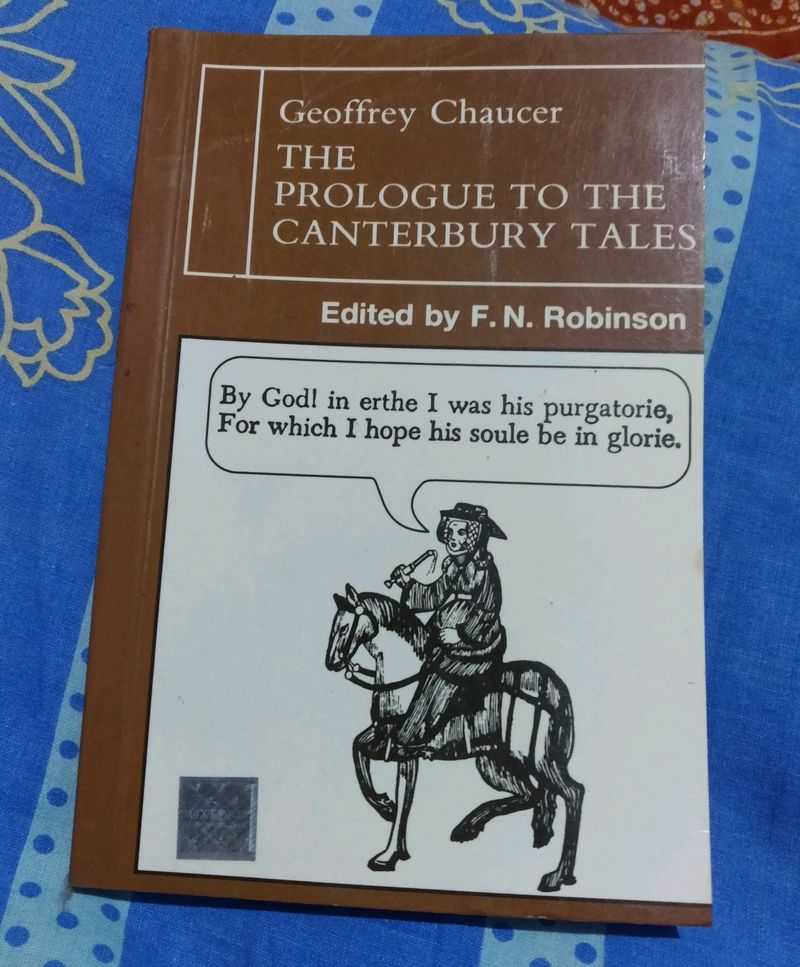 Geoffrey Chaucer
THE
PROLOGUE TO THE
CANTERBURY TALES
Edited by F. N. Robinson
By God! in erthe I was his purgatorie,
For which I hope his soule be in glorie.
OXFORD